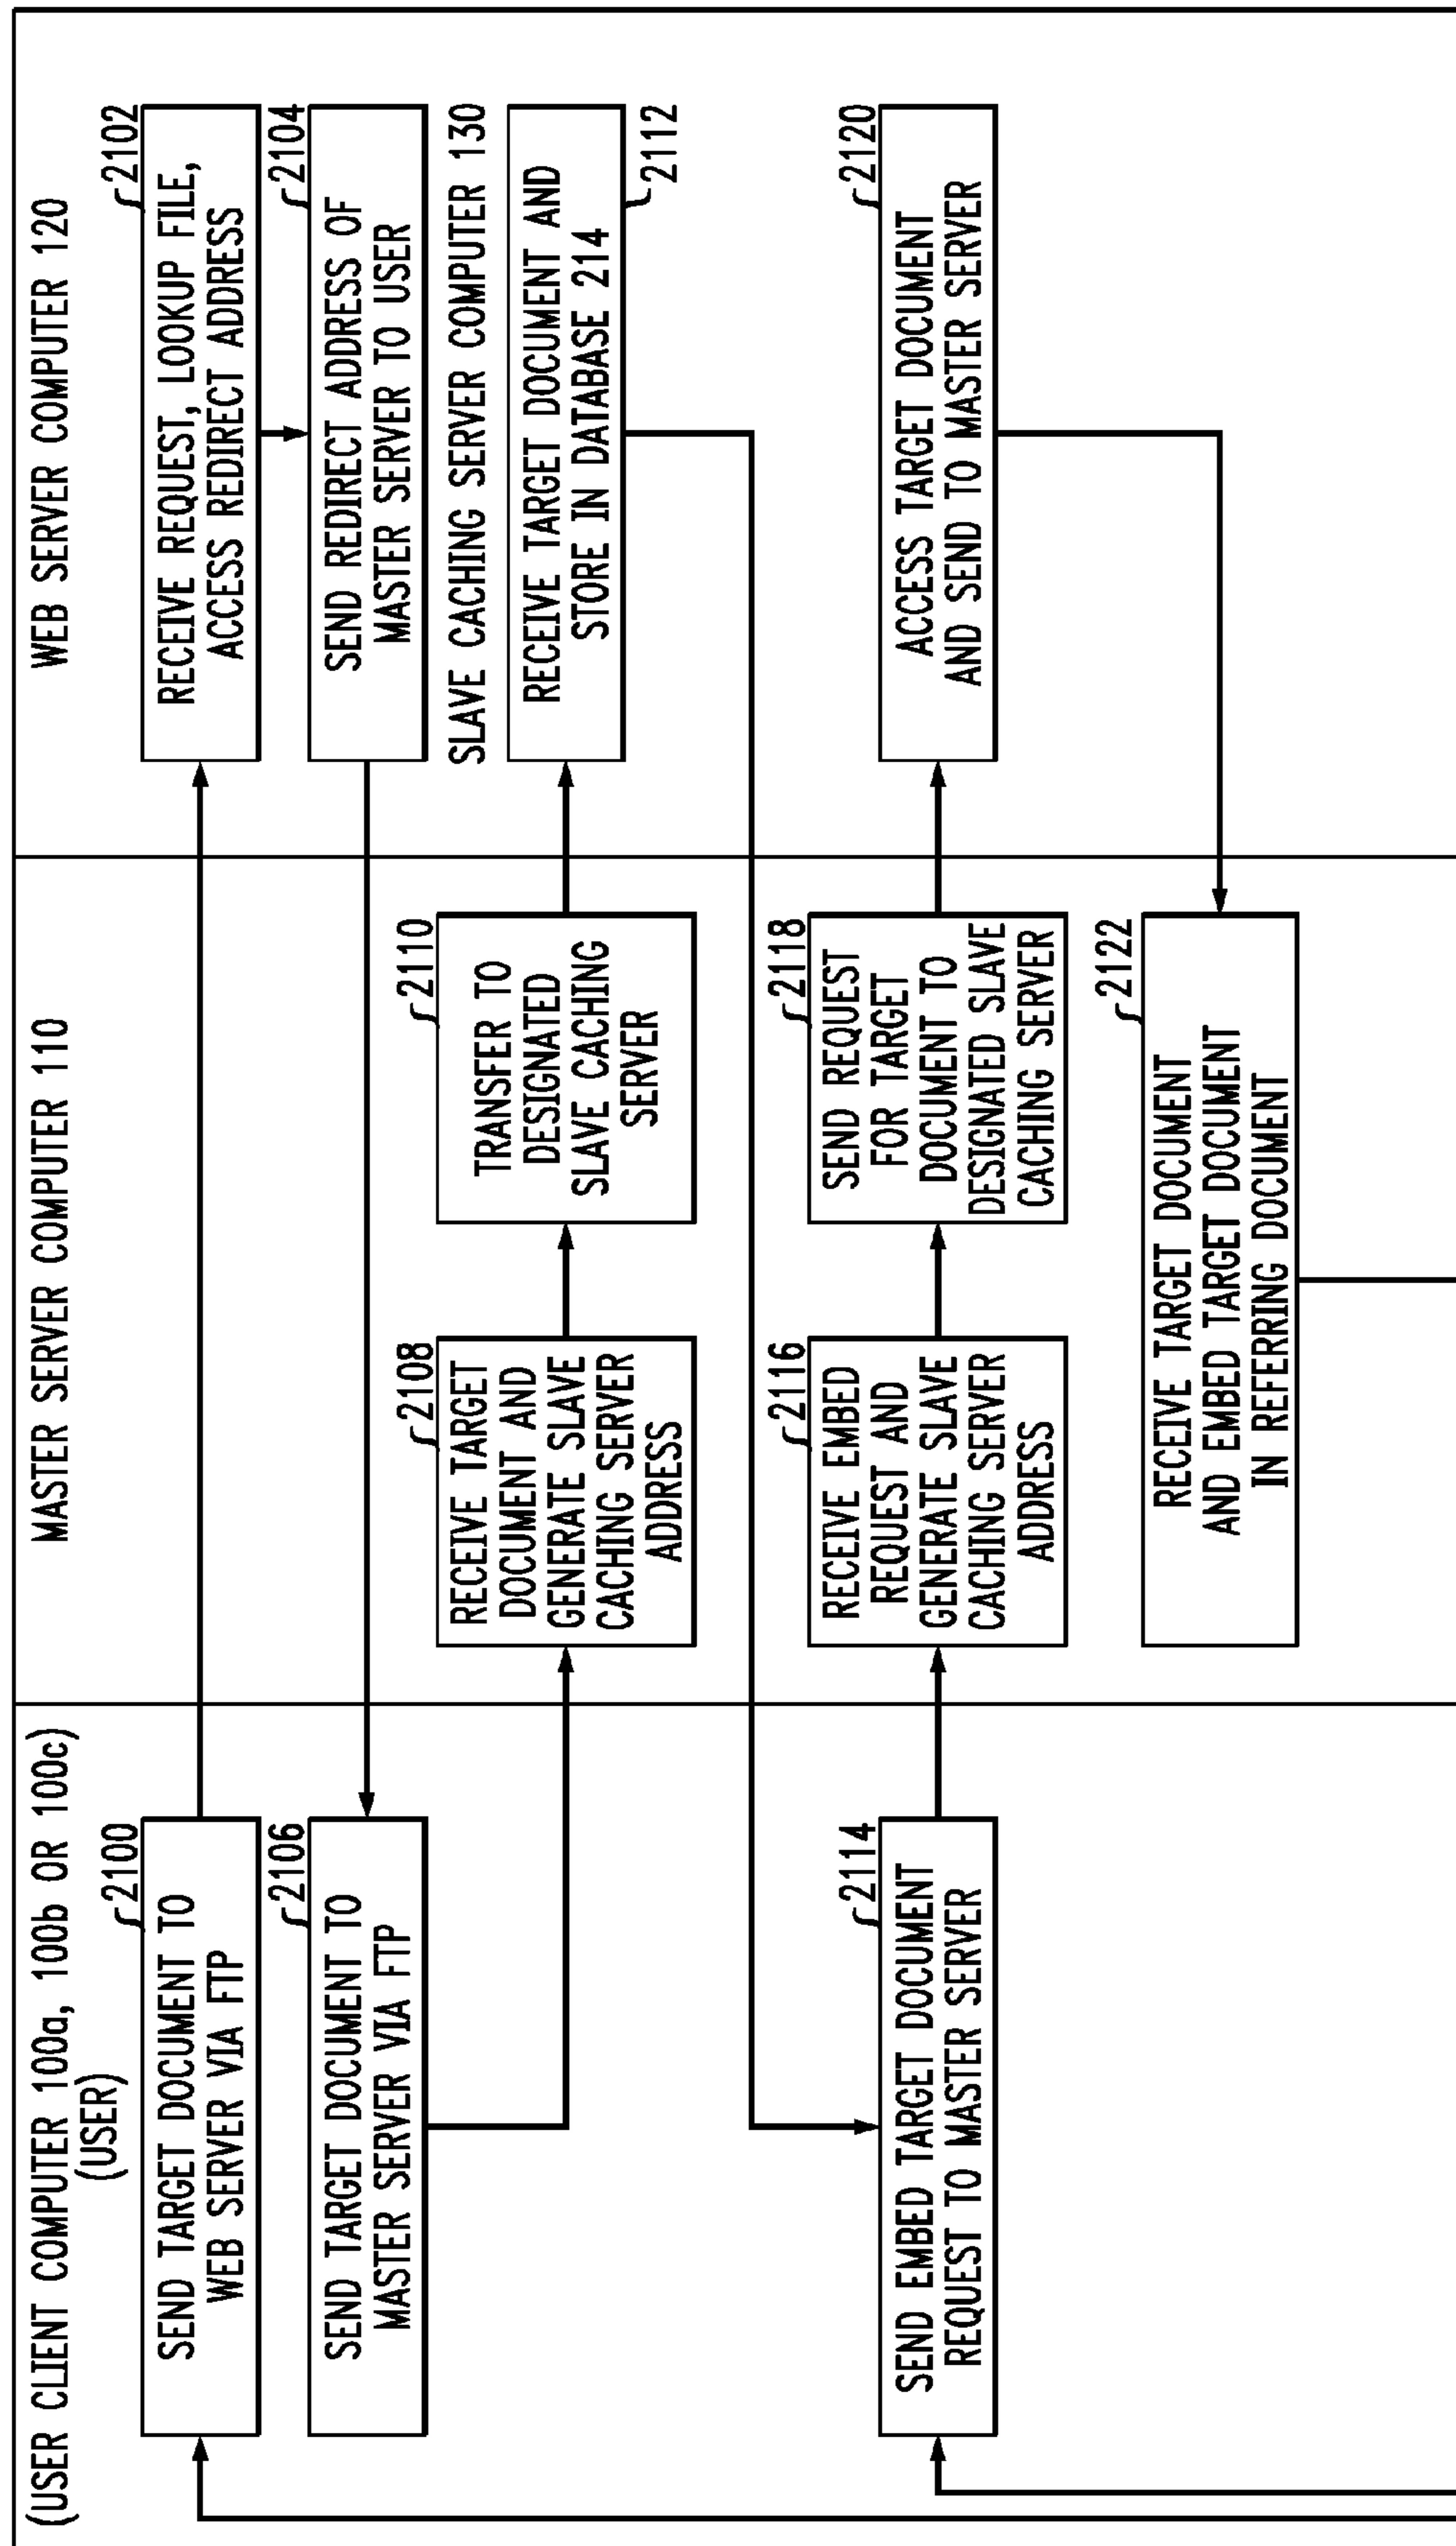 (USER CLIENT COMPUTER 100a, 100b OR 100c)
(USER)
MASTER SERVER COMPUTER 110
WEB SERVER COMPUTER 120
2100
SEND TARGET DOCUMENT TO
WEB SERVER VIA FTP
2102
RECEIVE REQUEST, LOOKUP FILE,
ACCESS REDIRECT ADDRESS
2104
SEND REDIRECT ADDRESS OF
MASTER SERVER TO USER
2106
SEND TARGET DOCUMENT TO
MASTER SERVER VIA FTP
2108
RECEIVE TARGET
DOCUMENT AND
GENERATE SLAVE
CACHING SERVER
ADDRESS
2110
TRANSFER TO
DESIGNATED
SLAVE CACHING
SERVER
SLAVE CACHING SERVER COMPUTER 130
RECEIVE TARGET DOCUMENT AND
STORE IN DATABASE 214
2112
2114
SEND EMBED TARGET DOCUMENT
REQUEST TO MASTER SERVER
2116
RECEIVE EMBED
REQUEST AND
GENERATE SLAVE
CACHING SERVER
ADDRESS
2118
SEND REQUEST
FOR TARGET
DOCUMENT TO
DESIGNATED SLAVE
CACHING SERVER
2120
ACCESS TARGET DOCUMENT
AND SEND TO MASTER SERVER
2122
RECEIVE TARGET DOCUMENT
AND EMBED TARGET DOCUMENT
IN REFERRING DOCUMENT